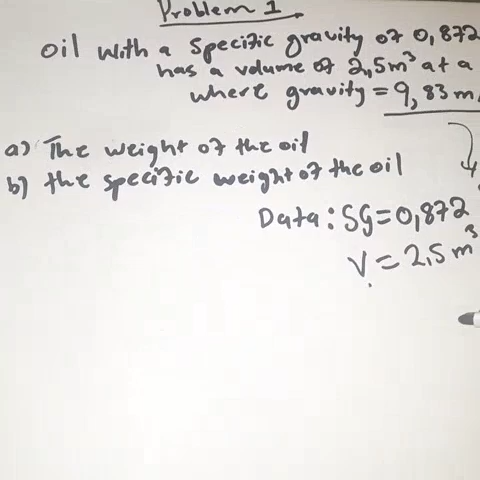 Problem 1
oil with a specific gravity of 0,872
has a volume of 2,5m³ at a
where gravity = 9,83 m
a) The weight of the oil
b) the specific weight of the oil
Data: SG = 0,872
V = 2,5 m³